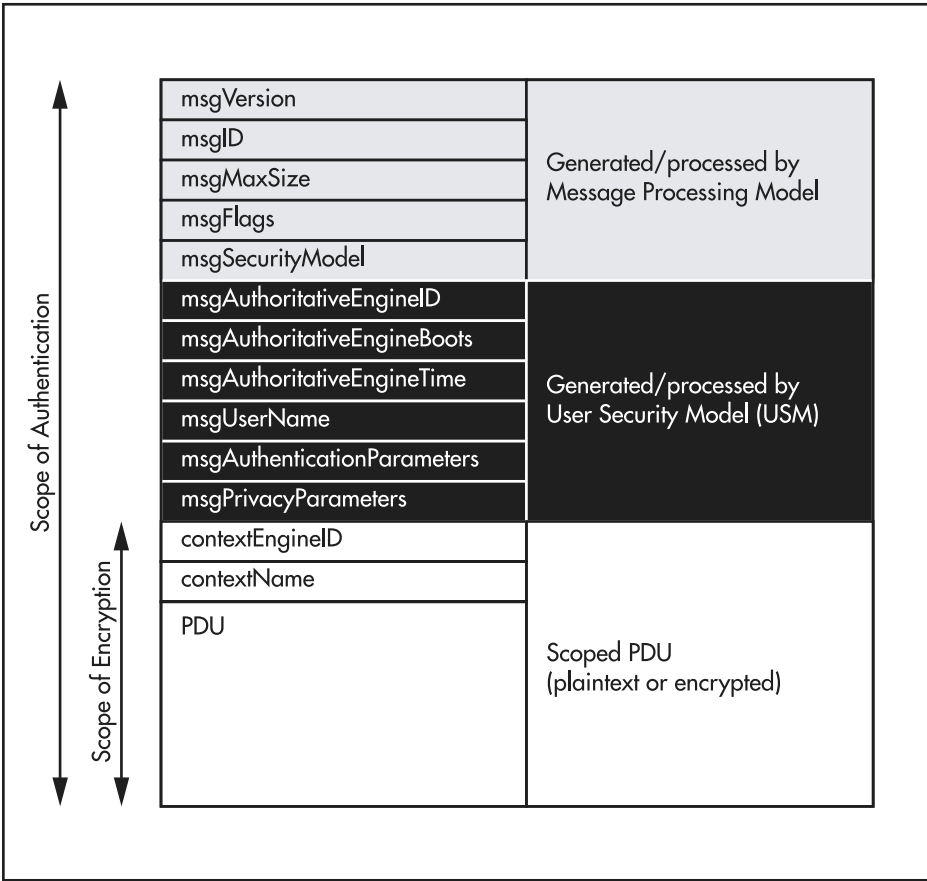 Scope of Authentication
Scope of Encryption
msgVersion
msgID
msgMaxSize
msgFlags
msgSecurityModel
Generated/processed by
Message Processing Model
msgAuthoritativeEngineID
msgAuthoritativeEngineBoots
msgAuthoritativeEngineTime
msgUserName
msgAuthenticationParameters
msgPrivacyParameters
Generated/processed by
User Security Model (USM)
contextEngineID
contextName
PDU
Scoped PDU
(plaintext or encrypted)